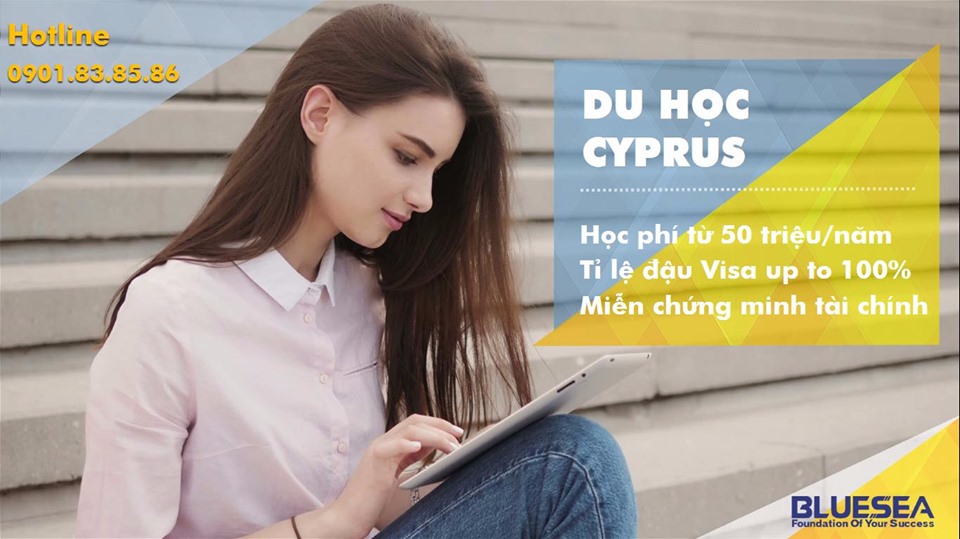 Hotline
0901.83.85.86
DU HỌC
CYPRUS
Học phí từ 50 triệu/năm
Tỉ lệ đậu Visa up to 100%
Miễn chứng minh tài chính
BLUESEA
Foundation Of Your Success